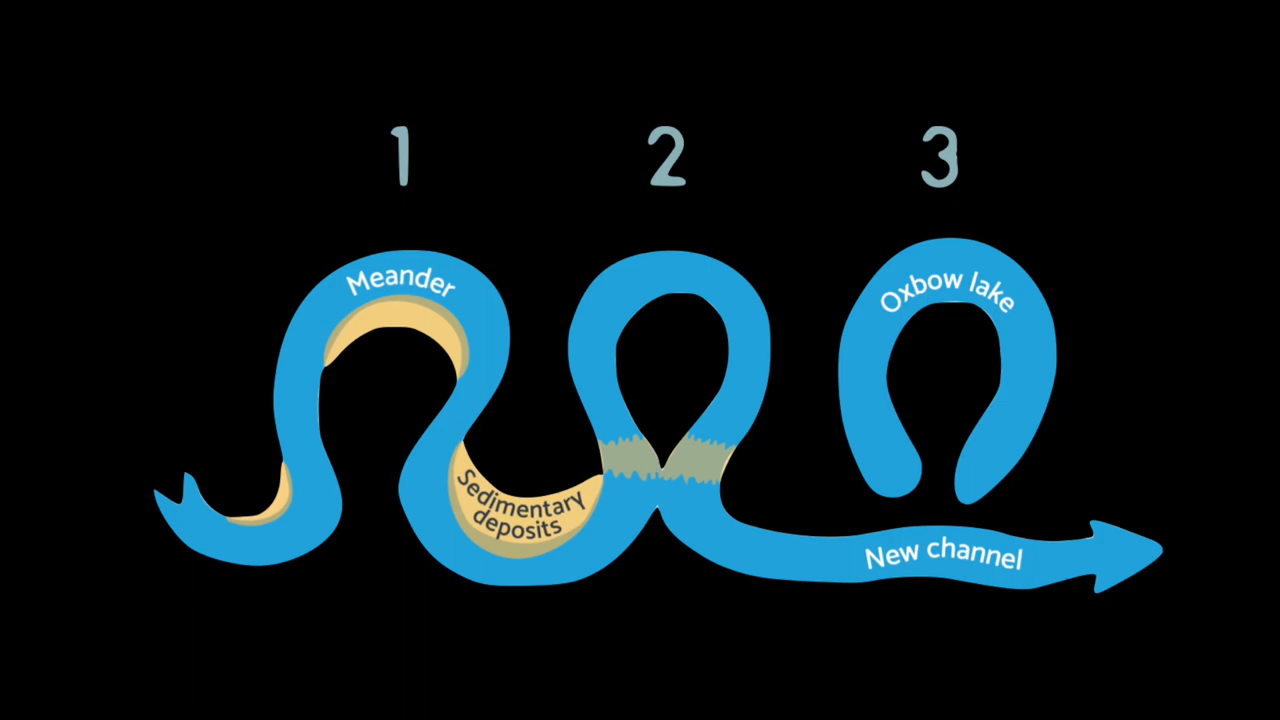 1
2
3
Meander
Oxbow lake
Sedimentary
deposits
New channel